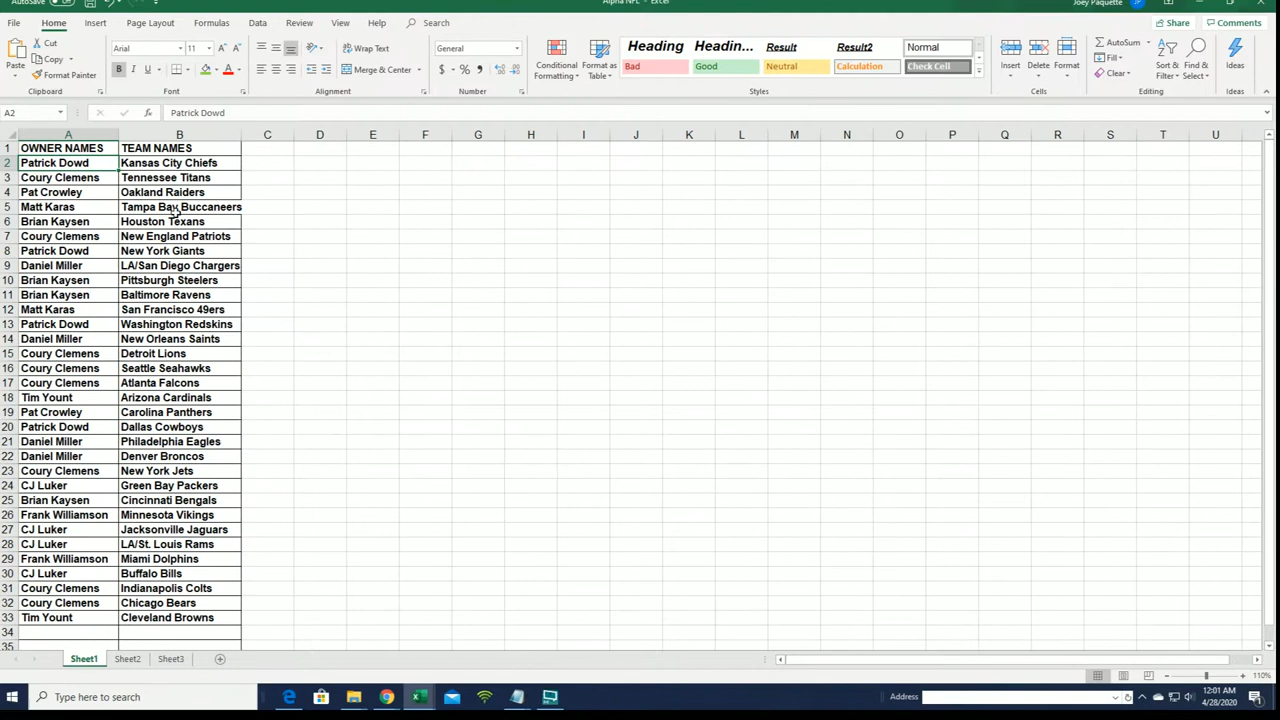 AutoSave Off Alpha NFL - Excel Joey Paquette
File Home Insert Page Layout Formulas Data Review View Help Search Share Comments
Paste Cut Copy Format Painter Clipboard
Arial 11 A A B I U A Font
Wrap Text Merge & Center Alignment
General $ % , Number
Conditional Formatting Format as Table
Heading Headin... Result Result2 Normal
Bad Good Neutral Calculation Check Cell
Styles
Insert Delete Format Cells
AutoSum Fill Clear Sort & Filter Find & Select Editing
Ideas Ideas
A2 fx Patrick Dowd
A B C D E F G H I J K L M N O P Q R S T U
1 OWNER NAMES TEAM NAMES
2 Patrick Dowd Kansas City Chiefs
3 Coury Clemens Tennessee Titans
4 Pat Crowley Oakland Raiders
5 Matt Karas Tampa Bay Buccaneers
6 Brian Kaysen Houston Texans
7 Coury Clemens New England Patriots
8 Patrick Dowd New York Giants
9 Daniel Miller LA/San Diego Chargers
10 Brian Kaysen Pittsburgh Steelers
11 Brian Kaysen Baltimore Ravens
12 Matt Karas San Francisco 49ers
13 Patrick Dowd Washington Redskins
14 Daniel Miller New Orleans Saints
15 Coury Clemens Detroit Lions
16 Coury Clemens Seattle Seahawks
17 Coury Clemens Atlanta Falcons
18 Tim Yount Arizona Cardinals
19 Pat Crowley Carolina Panthers
20 Patrick Dowd Dallas Cowboys
21 Daniel Miller Philadelphia Eagles
22 Daniel Miller Denver Broncos
23 Coury Clemens New York Jets
24 CJ Luker Green Bay Packers
25 Brian Kaysen Cincinnati Bengals
26 Frank Williamson Minnesota Vikings
27 CJ Luker Jacksonville Jaguars
28 CJ Luker LA/St. Louis Rams
29 Frank Williamson Miami Dolphins
30 CJ Luker Buffalo Bills
31 Coury Clemens Indianapolis Colts
32 Coury Clemens Chicago Bears
33 Tim Yount Cleveland Browns
34
35
Sheet1 Sheet2 Sheet3
110%
Type here to search
Address
12:01 AM
4/28/2020